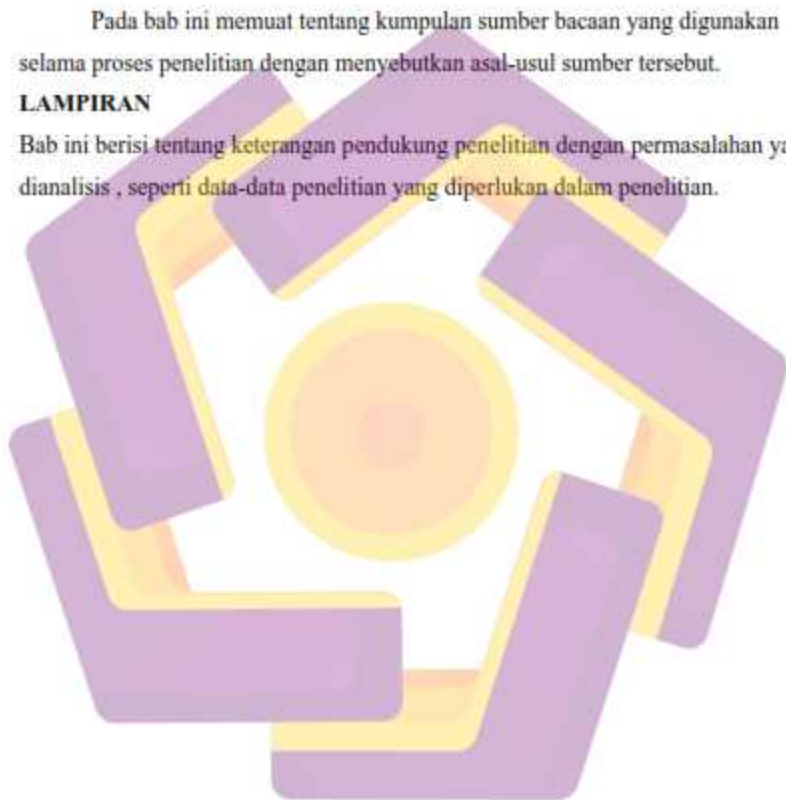 Pada bab ini memuat tentang kumpulan sumber bacaan yang digunakan
selama proses penelitian dengan menyebutkan asal-usul sumber tersebut.
LAMPIRAN
Bab ini berisi tentang keterangan pendukung penelitian dengan permasalahan
dianalisis , seperti data-data penelitian yang diperlukan dalam penelitian.